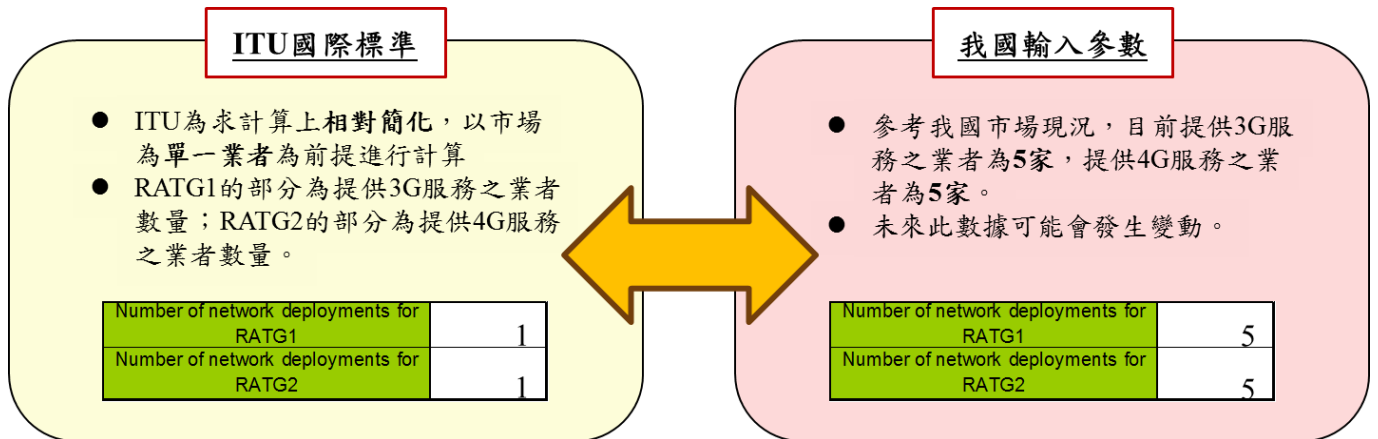 ITU國際標準
● ITU為求計算上相對簡化，以市場
為單一業者為前提進行計算
● RATG1的部分為提供3G服務之業者
數量；RATG2的部分為提供4G服務
之業者數量。
Number of network deployments for
RATG1
1
Number of network deployments for
RATG2
1
我國輸入參數
● 參考我國市場現況，目前提供3G服
務之業者為5家，提供4G服務之業
者為5家。
● 未來此數據可能會發生變動。
Number of network deployments for
RATG1
5
Number of network deployments for
RATG2
5